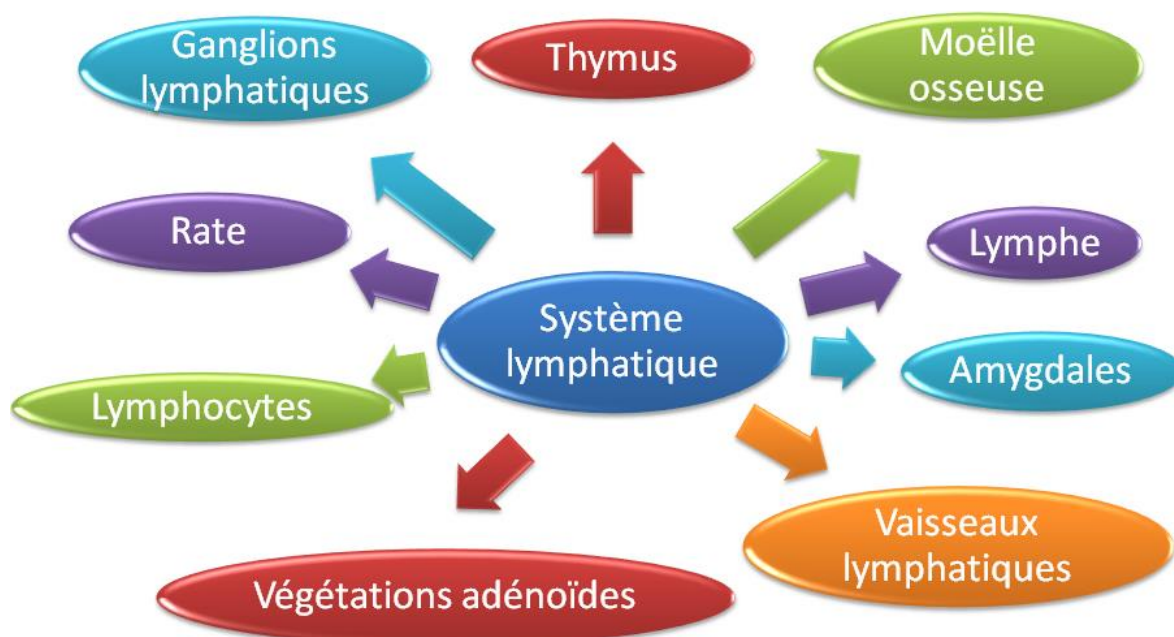 Ganglions
lymphatiques
Thymus
Moëlle
osseuse
Rate
Lymphe
Système
lymphatique
Amygdales
Lymphocytes
Vaisseaux
lymphatiques
Végétations adénoïdes